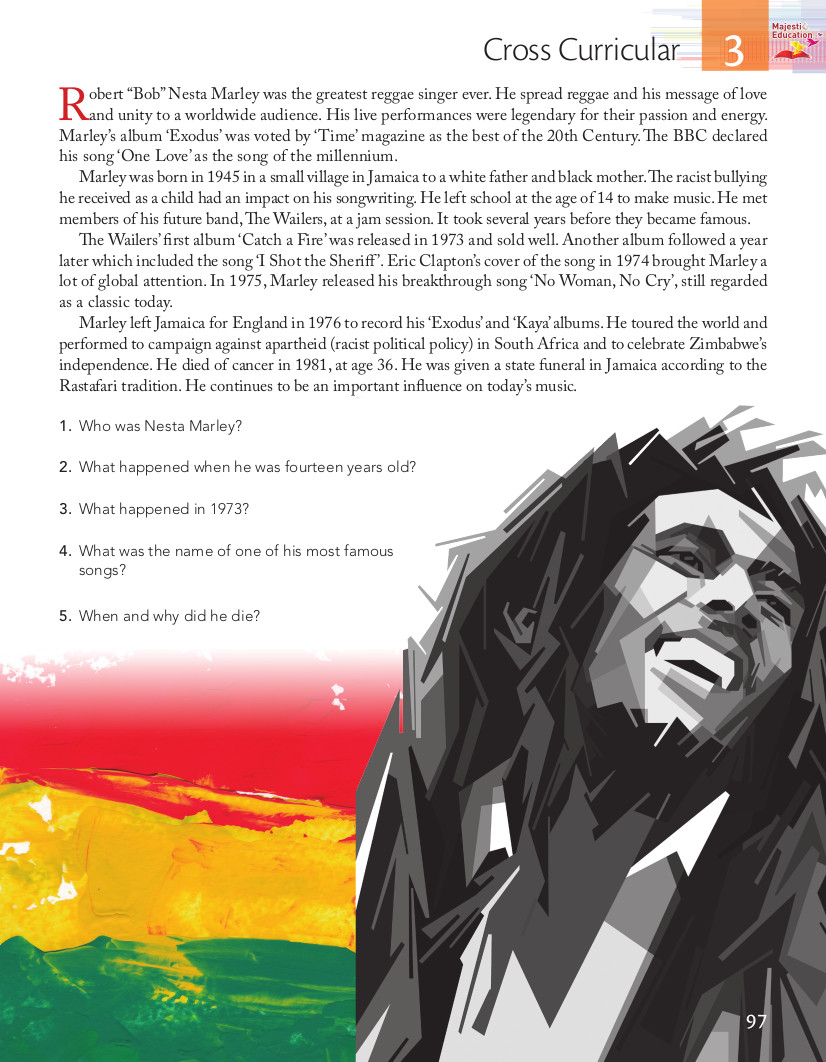 Cross Curricular 3
Majesti
Education
Robert “Bob” Nesta Marley was the greatest reggae singer ever. He spread reggae and his message of love
and unity to a worldwide audience. His live performances were legendary for their passion and energy.
Marley’s album ‘Exodus’ was voted by ‘Time’ magazine as the best of the 20th Century. The BBC declared
his song ‘One Love’ as the song of the millennium.
Marley was born in 1945 in a small village in Jamaica to a white father and black mother. The racist bullying
he received as a child had an impact on his songwriting. He left school at the age of 14 to make music. He met
members of his future band, The Wailers, at a jam session. It took several years before they became famous.
The Wailers’ first album ‘Catch a Fire’ was released in 1973 and sold well. Another album followed a year
later which included the song ‘I Shot the Sheriff’. Eric Clapton’s cover of the song in 1974 brought Marley a
lot of global attention. In 1975, Marley released his breakthrough song ‘No Woman, No Cry’, still regarded
as a classic today.
Marley left Jamaica for England in 1976 to record his ‘Exodus’ and ‘Kaya’ albums. He toured the world and
performed to campaign against apartheid (racist political policy) in South Africa and to celebrate Zimbabwe’s
independence. He died of cancer in 1981, at age 36. He was given a state funeral in Jamaica according to the
Rastafari tradition. He continues to be an important influence on today’s music.
1. Who was Nesta Marley?
2. What happened when he was fourteen years old?
3. What happened in 1973?
4. What was the name of one of his most famous
songs?
5. When and why did he die?
97